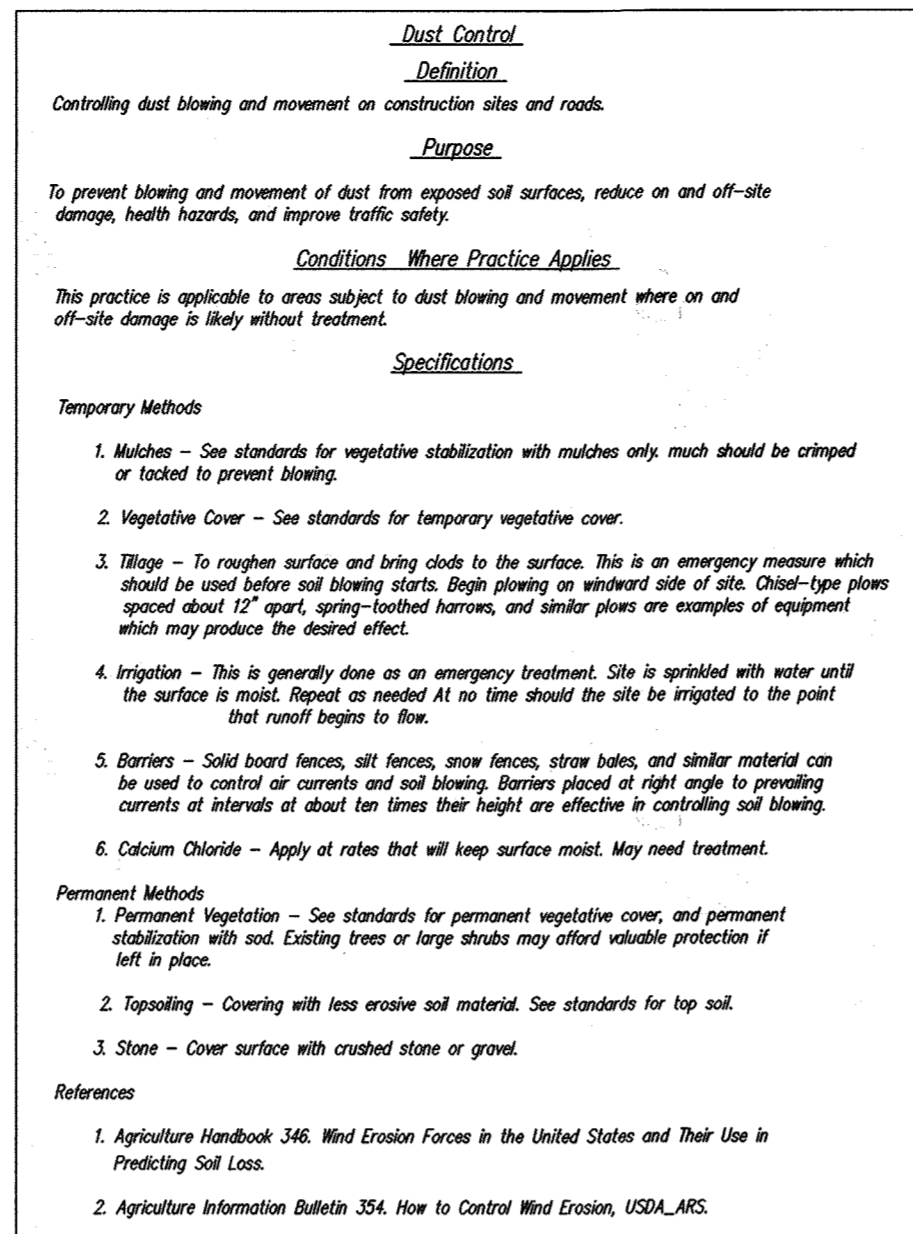 Dust Control
Definition
Controlling dust blowing and movement on construction sites and roads.
Purpose
To prevent blowing and movement of dust from exposed soil surfaces, reduce on and off-site
damage, health hazards, and improve traffic safety.
Conditions Where Practice Applies
This practice is applicable to areas subject to dust blowing and movement where on and
off-site damage is likely without treatment.
Specifications
Temporary Methods
1. Mulches - See standards for vegetative stabilization with mulches only. much should be crimped
or tacked to prevent blowing.
2. Vegetative Cover - See standards for temporary vegetative cover.
3. Tillage - To roughen surface and bring clods to the surface. This is an emergency measure which
should be used before soil blowing starts. Begin plowing on windward side of site. Chisel-type plows
spaced about 12" apart, spring-toothed harrows, and similar plows are examples of equipment
which may produce the desired effect.
4. Irrigation - This is generally done as an emergency treatment. Site is sprinkled with water until
the surface is moist. Repeat as needed At no time should the site be irrigated to the point
that runoff begins to flow.
5. Barriers - Solid board fences, silt fences, snow fences, straw bales, and similar material can
be used to control air currents and soil blowing. Barriers placed at right angle to prevailing
currents at intervals at about ten times their height are effective in controlling soil blowing.
6. Calcium Chloride - Apply at rates that will keep surface moist. May need treatment.
Permanent Methods
1. Permanent Vegetation - See standards for permanent vegetative cover, and permanent
stabilization with sod. Existing trees or large shrubs may afford valuable protection if
left in place.
2. Topsoiling - Covering with less erosive soil material. See standards for top soil.
3. Stone - Cover surface with crushed stone or gravel.
References
1. Agriculture Handbook 346. Wind Erosion Forces in the United States and Their Use in
Predicting Soil Loss.
2. Agriculture Information Bulletin 354. How to Control Wind Erosion, USDA_ARS.